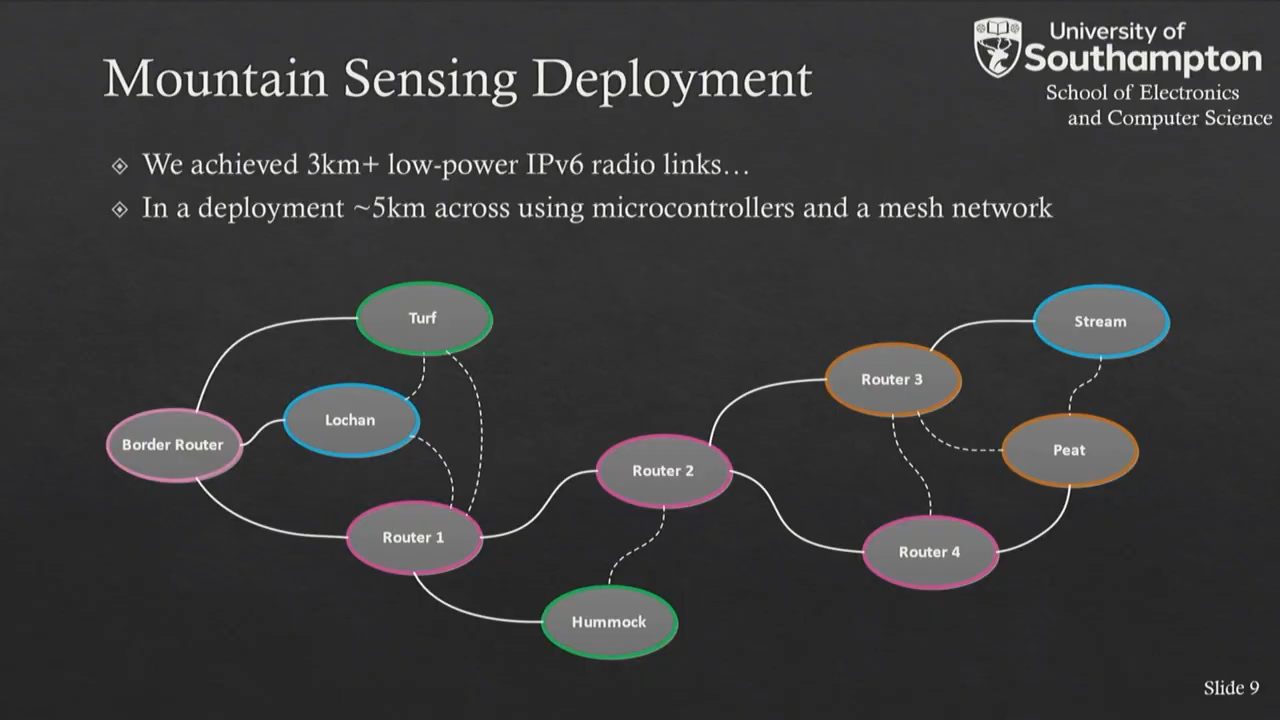 University of
Southampton
School of Electronics
and Computer Science
Mountain Sensing Deployment
We achieved 3km+ low-power IPv6 radio links…
In a deployment ~5km across using microcontrollers and a mesh network
Turf
Stream
Router 3
Lochan
Border Router
Peat
Router 2
Router 1
Router 4
Hummock
Slide 9